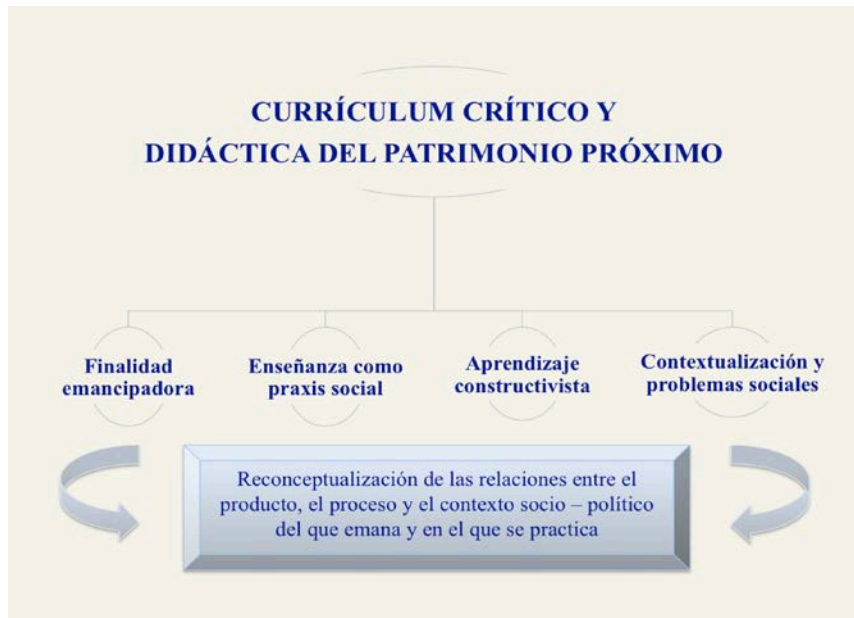 CURRÍCULUM CRÍTICO Y
DIDÁCTICA DEL PATRIMONIO PRÓXIMO
Finalidad
emancipadora
Enseñanza como
praxis social
Aprendizaje
constructivista
Contextualización y
problemas sociales
Reconceptualización de las relaciones entre el
producto, el proceso y el contexto socio – político
del que emana y en el que se practica